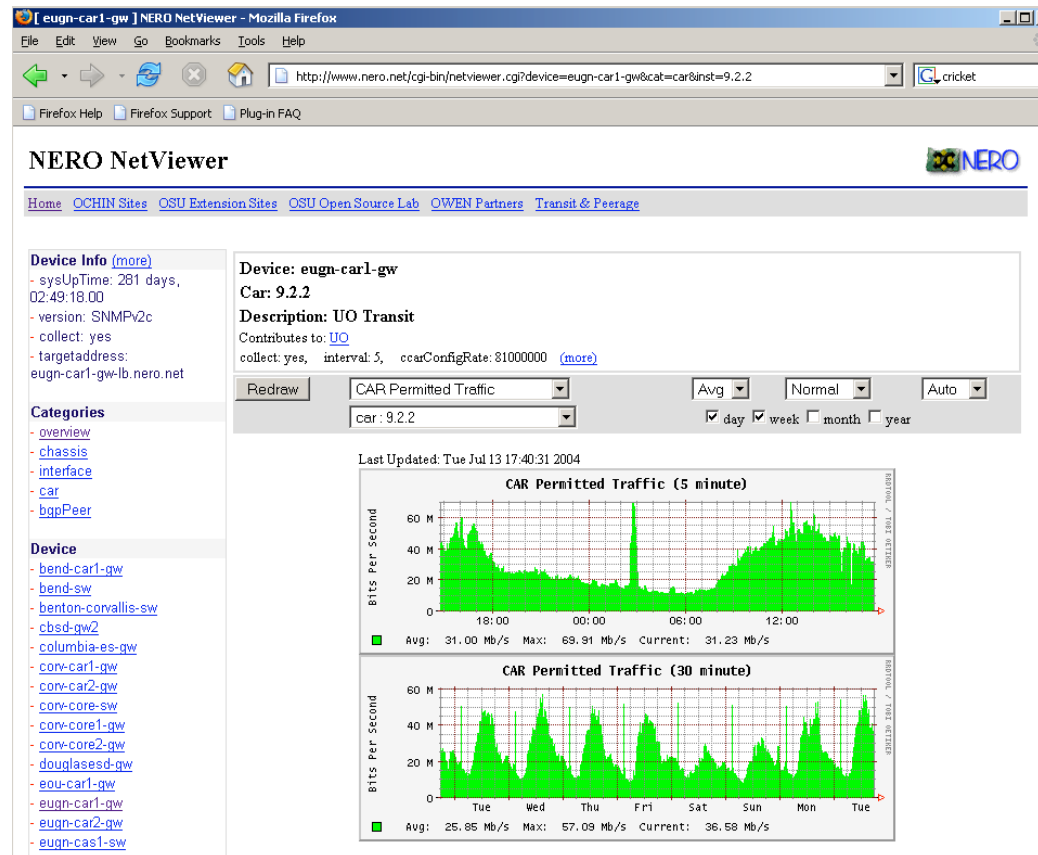 [ eugn-car1-gw ] NERO NetViewer - Mozilla Firefox
File Edit View Go Bookmarks Tools Help
http://www.nero.net/cgi-bin/netviewer.cgi?device=eugn-car1-gw&cat=car&inst=9.2.2
G cricket
Firefox Help Firefox Support Plug-in FAQ
NERO NetViewer
NERO
Home OCHIN Sites OSU Extension Sites OSU Open Source Lab OWEN Partners Transit & Peerage
Device Info (more)
- sysUpTime: 281 days,
02:49:18.00
- version: SNMPv2c
- collect: yes
- targetaddress:
eugn-car1-gw-lb.nero.net
Categories
- overview
- chassis
- interface
- car
- bgpPeer
Device
- bend-car1-gw
- bend-sw
- benton-corvallis-sw
- cbsd-gw2
- columbia-es-gw
- corv-car1-gw
- corv-car2-gw
- corv-core-sw
- corv-core1-gw
- corv-core2-gw
- douglasesd-gw
- eou-car1-gw
- eugn-car1-gw
- eugn-car2-gw
- eugn-cas1-sw
Device: eugn-car1-gw
Car: 9.2.2
Description: UO Transit
Contributes to: UO
collect: yes, interval: 5, ccarConfigRate: 81000000 (more)
Redraw CAR Permitted Traffic Avg Normal Auto
car : 9.2.2 day week month year
Last Updated: Tue Jul 13 17:40:31 2004
CAR Permitted Traffic (5 minute)
RRDTOOL / TOBI OETIKER
Bits Per Second
60 M
40 M
20 M
0
18:00 00:00 06:00 12:00
Avg: 31.00 Mb/s Max: 69.91 Mb/s Current: 31.23 Mb/s
CAR Permitted Traffic (30 minute)
RRDTOOL / TOBI OETIKER
Bits Per Second
60 M
40 M
20 M
0
Tue Wed Thu Fri Sat Sun Mon Tue
Avg: 25.85 Mb/s Max: 57.09 Mb/s Current: 36.58 Mb/s